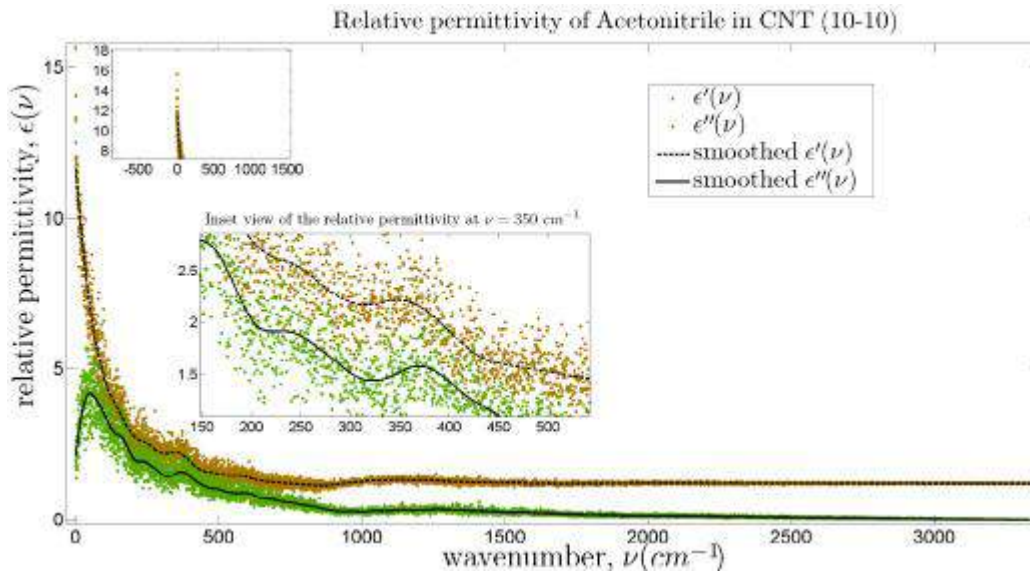 Relative permittivity of Acetonitrile in CNT (10-10)
relative permittivity, ϵ(ν)
15
10
5
0
18
16
14
12
10
8
-500 0 500 1000 1500
ϵ′(ν)
ϵ″(ν)
smoothed ϵ′(ν)
smoothed ϵ″(ν)
Inset view of the relative permittivity at ν = 350 cm⁻¹
2.5
2
1.5
150 200 250 300 350 400 450 500
0 500 1000 1500 2000 2500 3000
wavenumber, ν(cm⁻¹)